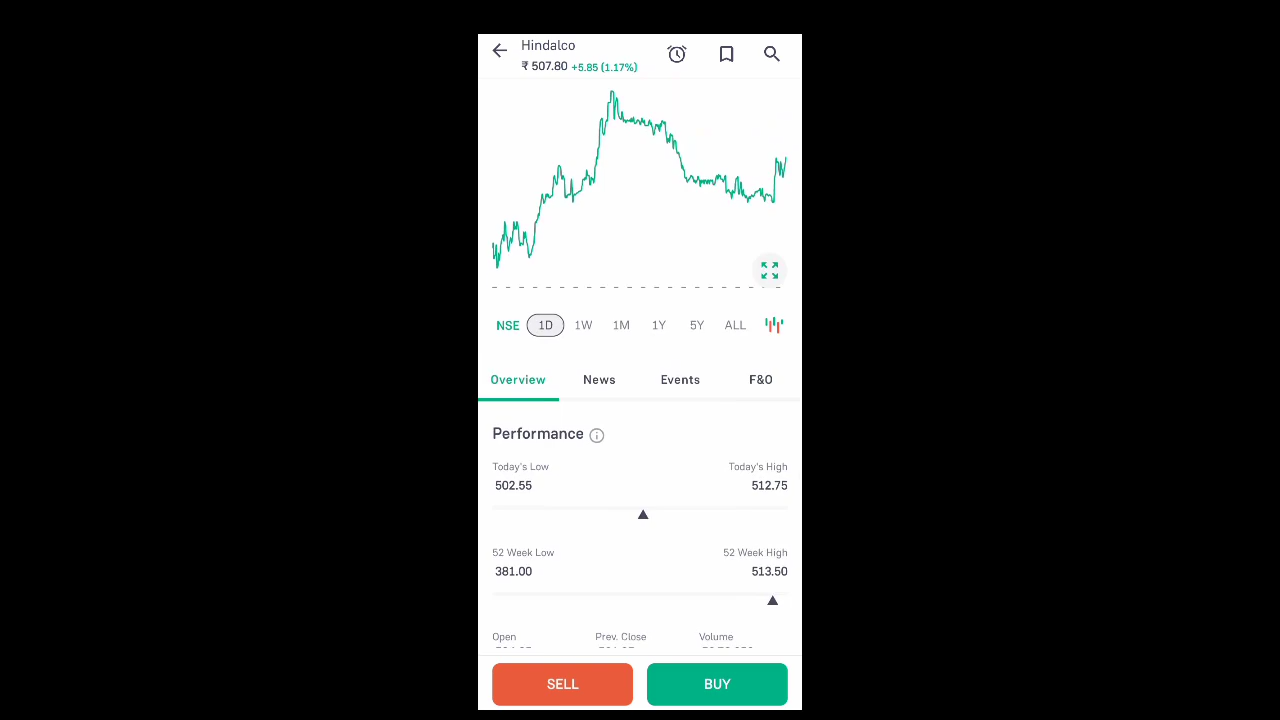 Hindalco
₹ 507.80 +5.85 (1.17%)
NSE 1D 1W 1M 1Y 5Y ALL
Overview News Events F&O
Performance
Today's Low Today's High
502.55 512.75
52 Week Low 52 Week High
381.00 513.50
Open Prev. Close Volume
SELL BUY